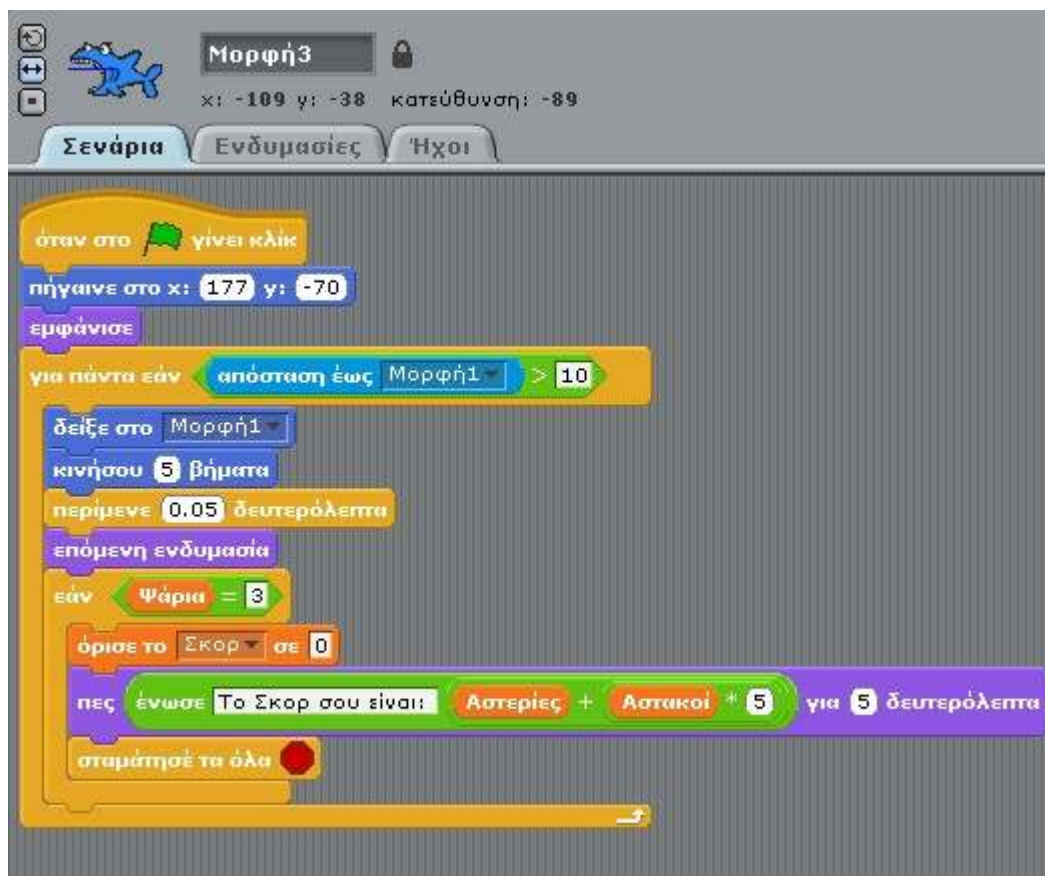 Μορφή3
x: -109 y: -38 κατεύθυνση: -89
Σενάρια Ενδυμασίες Ήχοι
όταν στο γίνει κλίκ
πήγαινε στο x: 177 y: -70
εμφάνισε
για πάντα εάν απόσταση έως Μορφή1 > 10
δείξε στο Μορφή1
κινήσου 5 βήματα
περίμενε 0.05 δευτερόλεπτα
επόμενη ενδυμασία
εάν Ψάρια = 3
όρισε το Σκορ σε 0
πες ένωσε Το Σκορ σου είναι: Αστερίες + Αστακοί * 5 για 5 δευτερόλεπτα
σταμάτησέ τα όλα